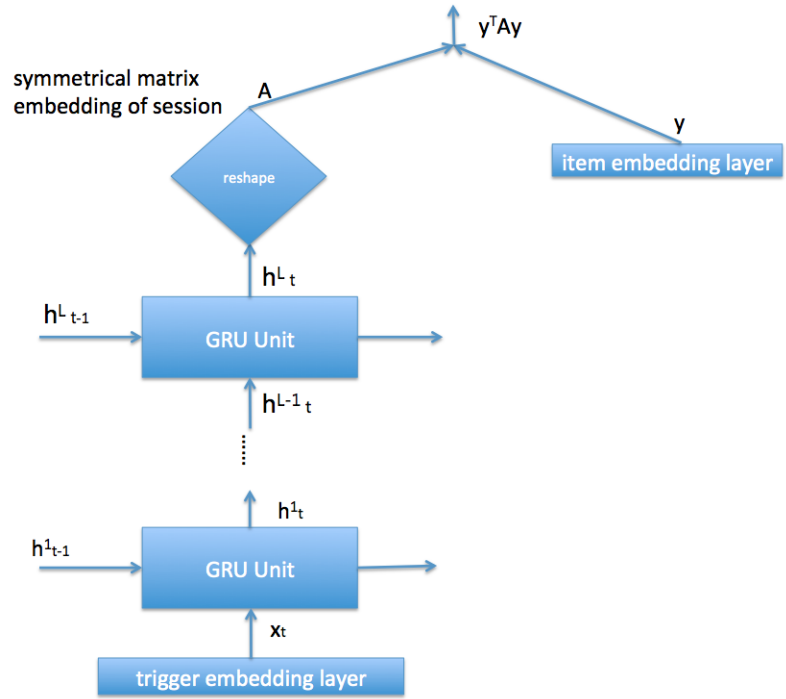 yᵀAy
symmetrical matrix
embedding of session
A
y
item embedding layer
reshape
hᴸ t
hᴸ t-1
GRU Unit
hᴸ⁻¹ t
......
h¹t
h¹t-1
GRU Unit
xt
trigger embedding layer